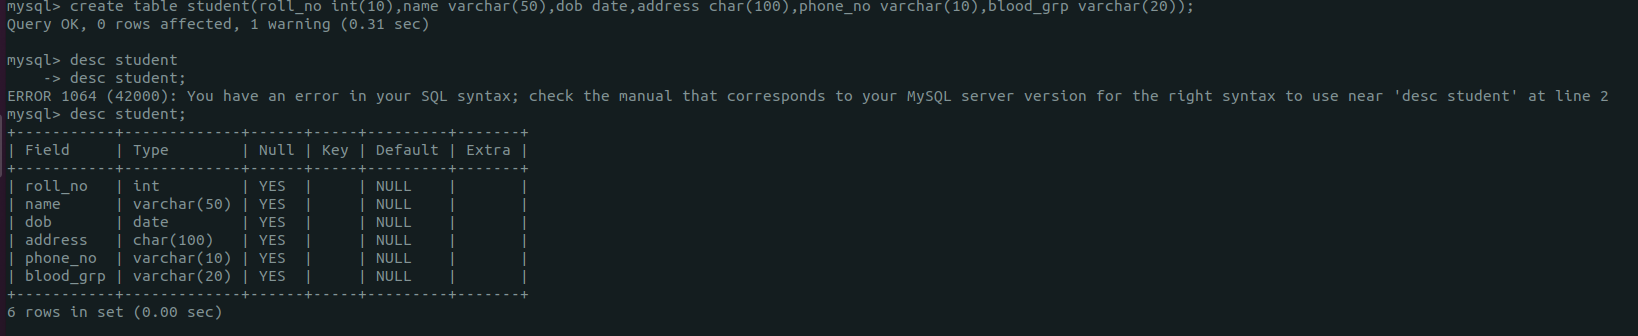 mysql> create table student(roll_no int(10),name varchar(50),dob date,address char(100),phone_no varchar(10),blood_grp varchar(20));
Query OK, 0 rows affected, 1 warning (0.31 sec)

mysql> desc student
    -> desc student;
ERROR 1064 (42000): You have an error in your SQL syntax; check the manual that corresponds to your MySQL server version for the right syntax to use near 'desc student' at line 2
mysql> desc student;
+-----------+-------------+------+-----+---------+-------+
| Field     | Type        | Null | Key | Default | Extra |
+-----------+-------------+------+-----+---------+-------+
| roll_no   | int         | YES  |     | NULL    |       |
| name      | varchar(50) | YES  |     | NULL    |       |
| dob       | date        | YES  |     | NULL    |       |
| address   | char(100)   | YES  |     | NULL    |       |
| phone_no  | varchar(10) | YES  |     | NULL    |       |
| blood_grp | varchar(20) | YES  |     | NULL    |       |
+-----------+-------------+------+-----+---------+-------+
6 rows in set (0.00 sec)